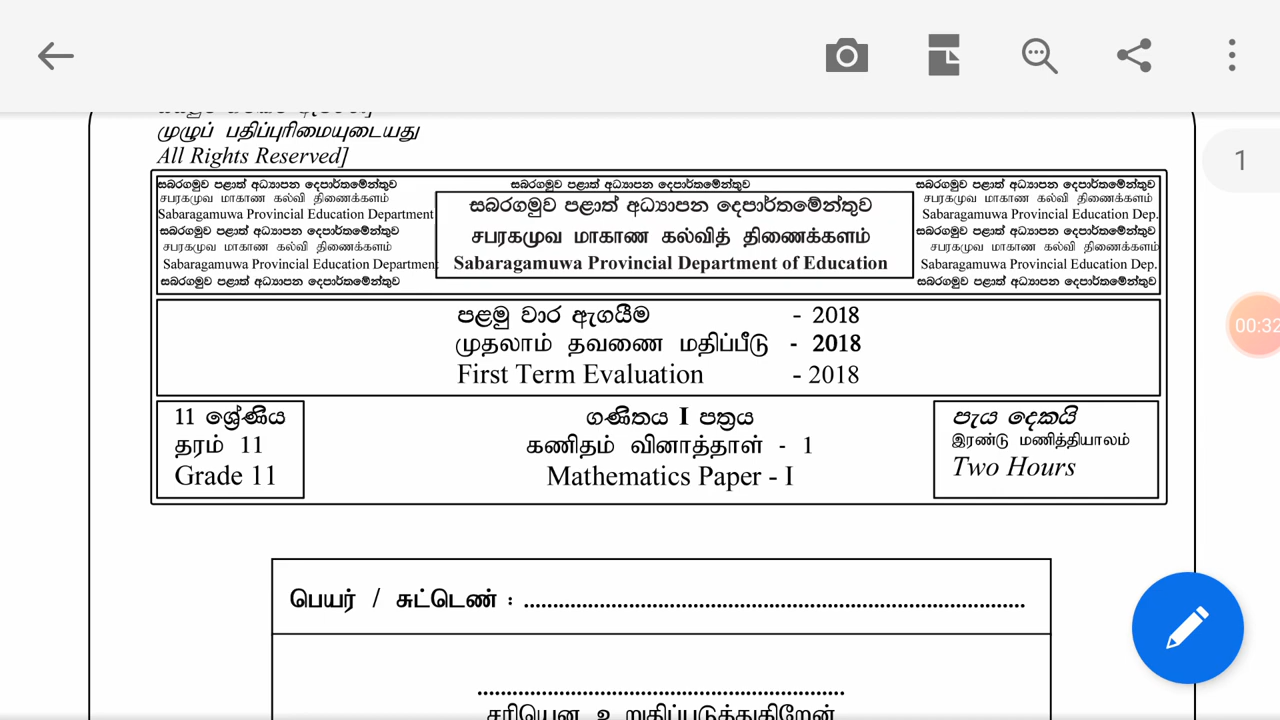 முழுப் பதிப்புரிமையுடையது
All Rights Reserved]
සබරගමුව පළාත් අධ්‍යාපන දෙපාර්තමේන්තුව
சபரகமுவ மாகாண கல்வி திணைக்களம்
Sabaragamuwa Provincial Education Department
සබරගමුව පළාත් අධ්‍යාපන දෙපාර්තමේන්තුව
சபரகமுவ மாகாண கல்வி திணைக்களம்
Sabaragamuwa Provincial Education Department
සබරගමුව පළාත් අධ්‍යාපන දෙපාර්තමේන්තුව
සබරගමුව පළාත් අධ්‍යාපන දෙපාර්තමේන්තුව
සබරගමුව පළාත් අධ්‍යාපන දෙපාර්තමේන්තුව
சபரகமுவ மாகாண கல்வித் திணைக்களம்
Sabaragamuwa Provincial Department of Education
සබරගමුව පළාත් අධ්‍යාපන දෙපාර්තමේන්තුව
சபரகமுவ மாகாண கல்வி திணைக்களம்
Sabaragamuwa Provincial Education Dep.
සබරගමුව පළාත් අධ්‍යාපන දෙපාර්තමේන්තුව
சபரகமுவ மாகாண கல்வி திணைக்களம்
Sabaragamuwa Provincial Education Dep.
සබරගමුව පළාත් අධ්‍යාපන දෙපාර්තමේන්තුව
පළමු වාර ඇගයීම - 2018
முதலாம் தவணை மதிப்பீடு - 2018
First Term Evaluation - 2018
11 ශ්‍රේණිය
தரம் 11
Grade 11
ගණිතය I පත්‍රය
கணிதம் வினாத்தாள் - 1
Mathematics Paper - I
පැය දෙකයි
இரண்டு மணித்தியாலம்
Two Hours
பெயர் / சுட்டெண் : ......................................................................................
...............................................................
சரியென உறுதிப்படுத்துகிறேன்
1
00:32